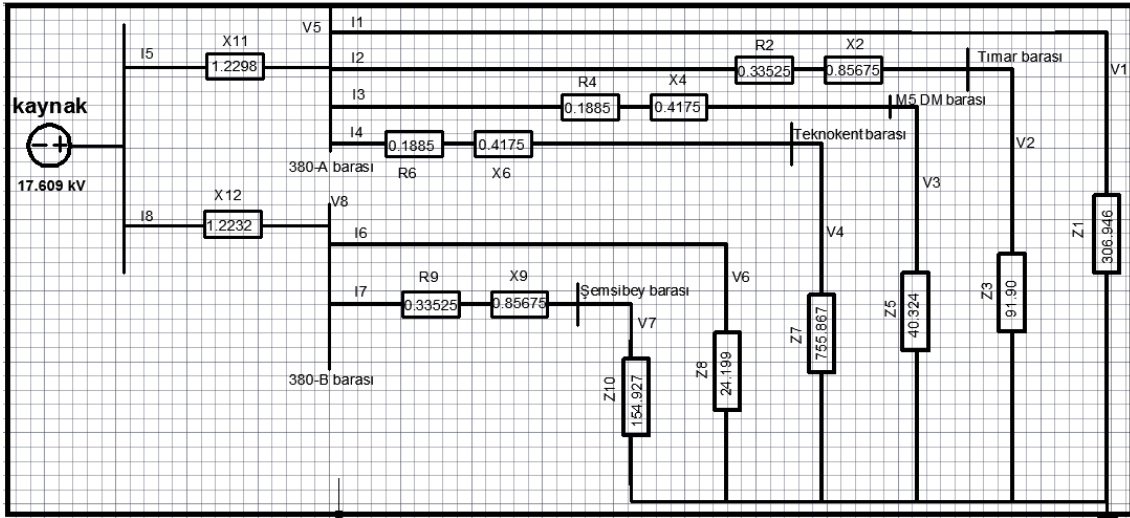 V5
I1
I5
X11
1.2298
I2
R2
X2
0.33525
0.85675
Tımar barası
V1
kaynak
17.609 kV
I3
R4
X4
0.1885
0.4175
M5 DM barası
I4
0.1885
0.4175
Teknokent barası
R6
X6
380-A barası
V2
V3
V4
X12
I8
1.2232
V8
I6
V6
Z1
306.946
R9
X9
I7
0.33525
0.85675
Şemsibey barası
V7
Z3
91.90
Z5
40.324
Z7
755.867
Z8
24.199
Z10
154.927
380-B barası